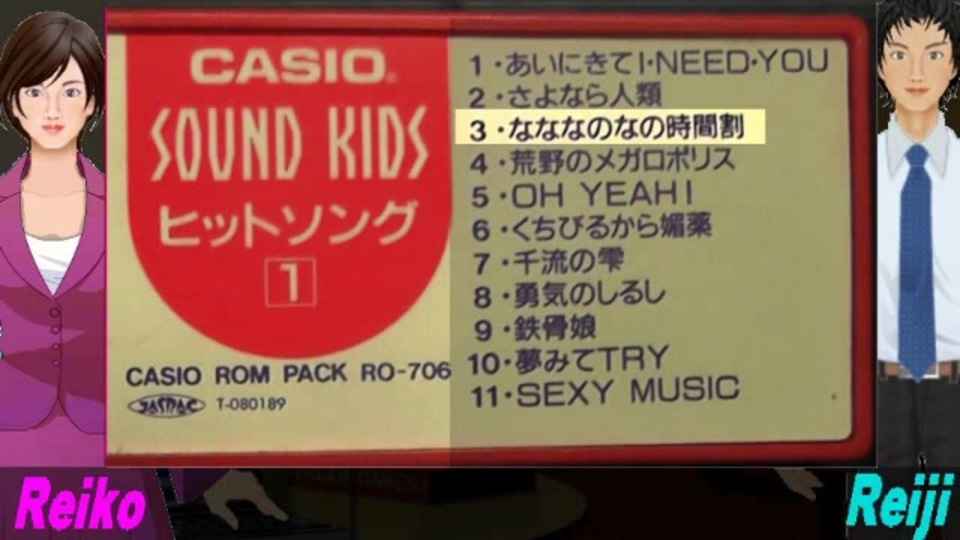 CASIO®
SOUND KIDS
ヒットソング
1
CASIO ROM PACK RO-706
JASRAC T-080189
1・あいにきてI・NEED・YOU
2・さよなら人類
3・なななのなの時間割
4・荒野のメガロポリス
5・OH YEAH!
6・くちびるから媚薬
7・千流の雫
8・勇気のしるし
9・鉄骨娘
10・夢みてTRY
11・SEXY MUSIC
Reiko
Reiji